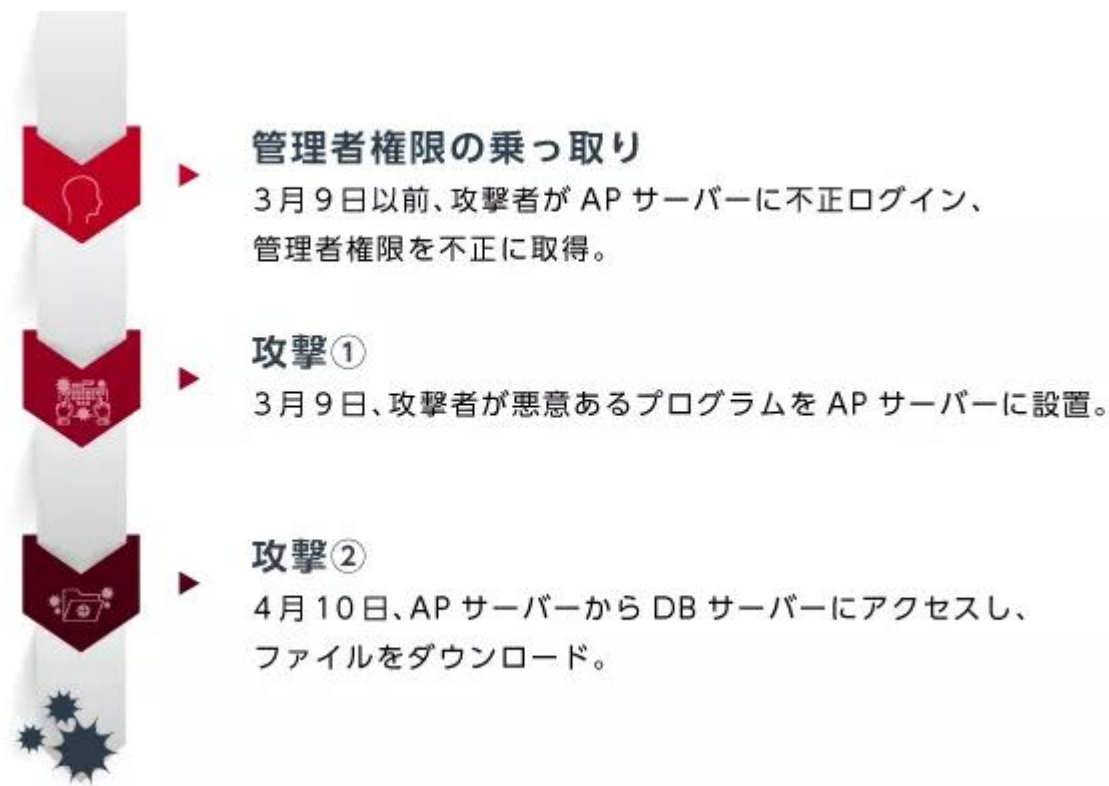 管理者権限の乗っ取り
3月9日以前、攻撃者が AP サーバーに不正ログイン、
管理者権限を不正に取得。
攻撃①
3月9日、攻撃者が悪意あるプログラムを AP サーバーに設置。
攻撃②
4月10日、AP サーバーから DB サーバーにアクセスし、
ファイルをダウンロード。